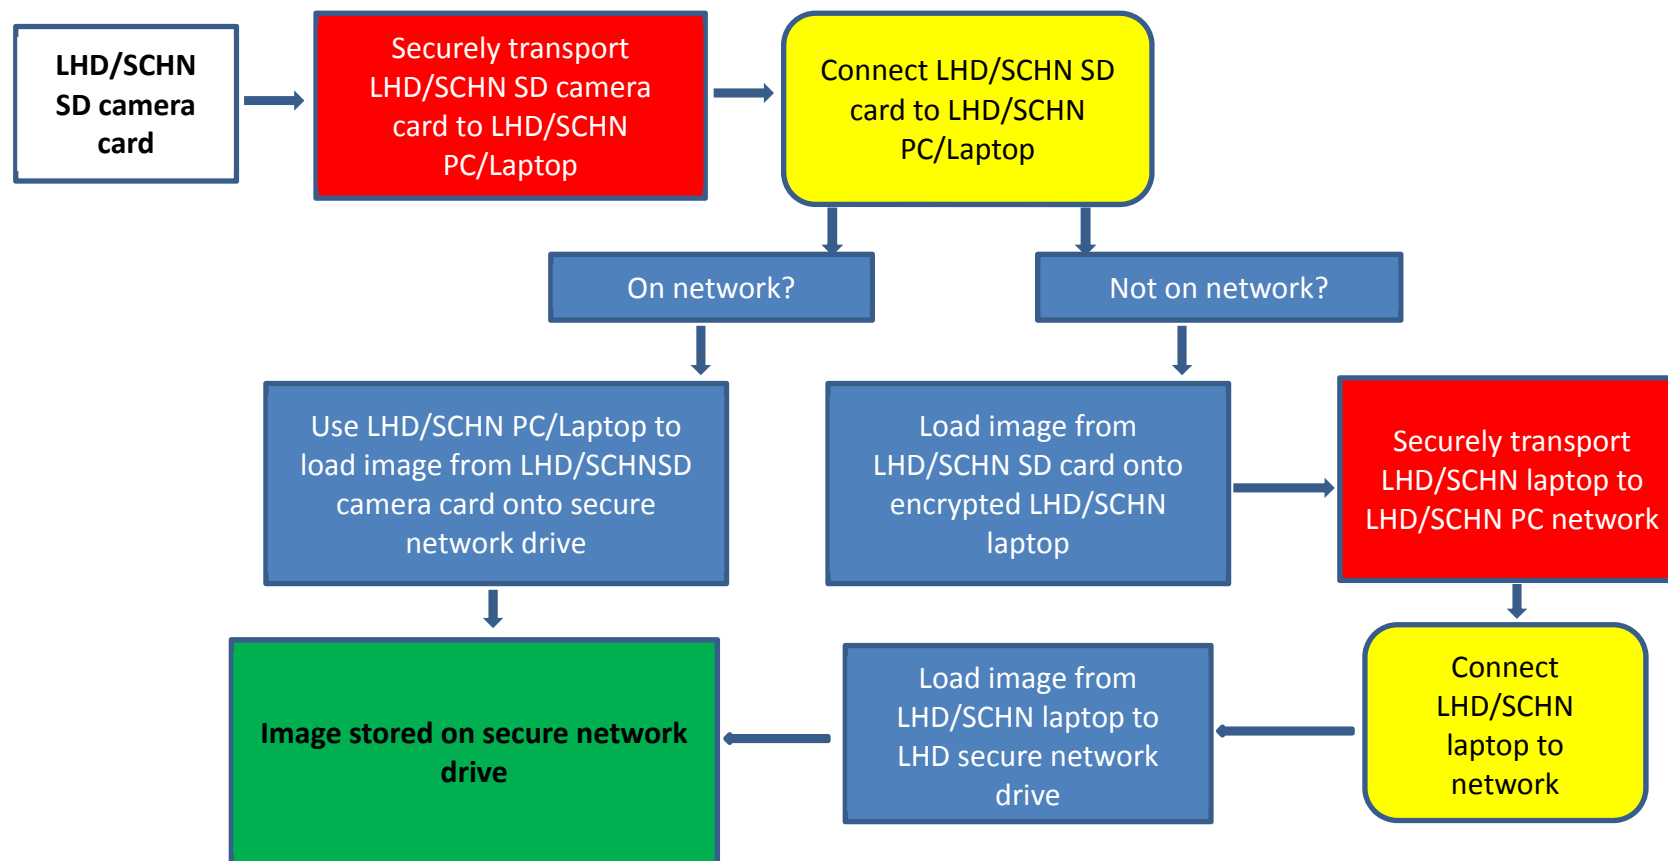 LHD/SCHN
SD camera
card
Securely transport
LHD/SCHN SD camera
card to LHD/SCHN
PC/Laptop
Connect LHD/SCHN SD
card to LHD/SCHN
PC/Laptop
On network?
Not on network?
Use LHD/SCHN PC/Laptop to
load image from LHD/SCHNSD
camera card onto secure
network drive
Load image from
LHD/SCHN SD card onto
encrypted LHD/SCHN
laptop
Securely transport
LHD/SCHN laptop to
LHD/SCHN PC network
Image stored on secure network
drive
Load image from
LHD/SCHN laptop to
LHD secure network
drive
Connect
LHD/SCHN
laptop to
network